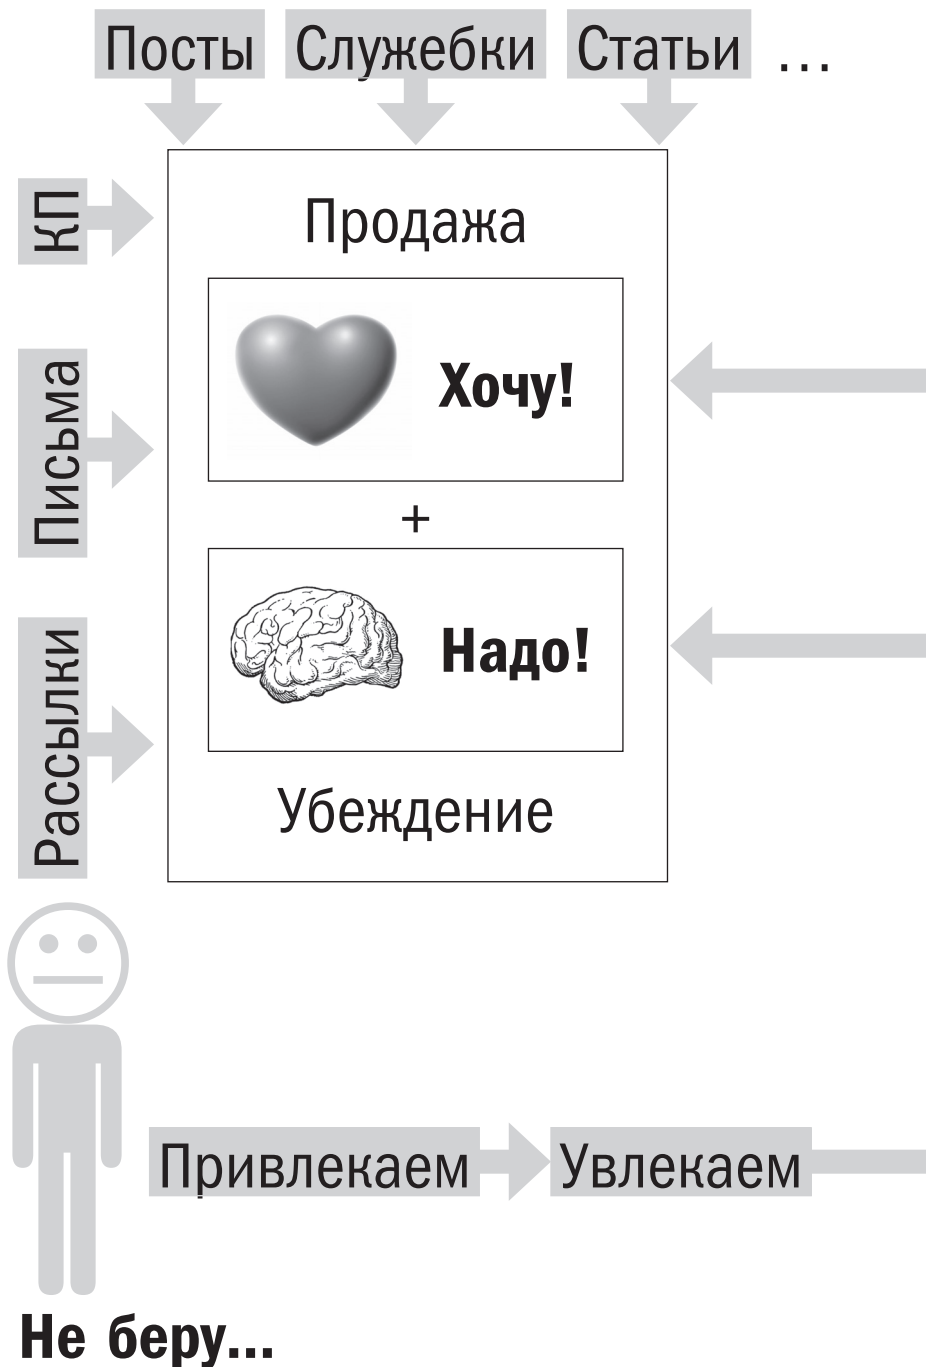 Посты Служебки Статьи ...
КП
Продажа
Хочу!
Письма
+
Надо!
Рассылки
Убеждение
Привлекаем Увлекаем
Не беру...